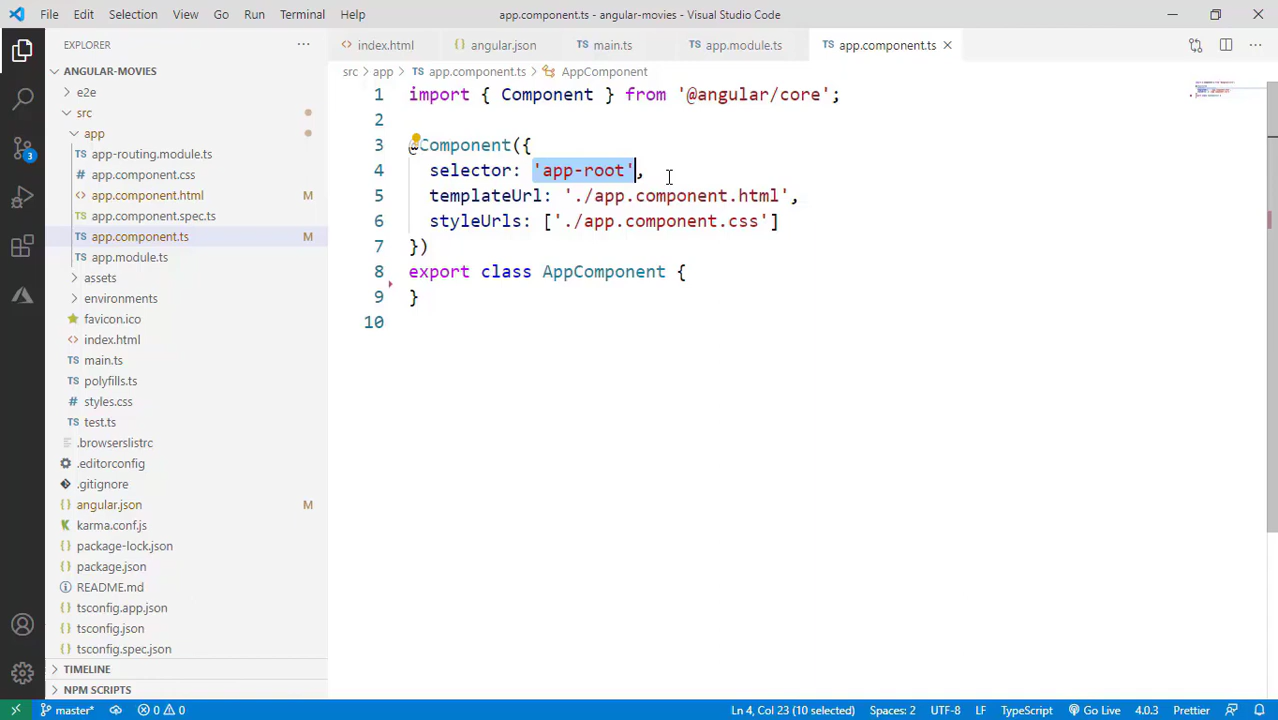 File Edit Selection View Go Run Terminal Help
app.component.ts - angular-movies - Visual Studio Code
EXPLORER
ANGULAR-MOVIES
e2e
src
app
app-routing.module.ts
app.component.css
app.component.html M
app.component.spec.ts
app.component.ts
app.module.ts
assets
environments
favicon.ico
index.html
main.ts
polyfills.ts
styles.css
test.ts
.browserslistrc
.editorconfig
.gitignore
angular.json M
karma.conf.js
package-lock.json
package.json
README.md
tsconfig.app.json
tsconfig.json
tsconfig.spec.json
TIMELINE
NPM SCRIPTS
3
index.html angular.json main.ts app.module.ts app.component.ts
src > app > app.component.ts > AppComponent
1 import { Component } from '@angular/core';
2
3 @Component({
4 selector: 'app-root',
5 templateUrl: './app.component.html',
6 styleUrls: ['./app.component.css']
7 })
8 export class AppComponent {
9 }
10
master* 0 0 Ln 4, Col 23 (10 selected) Spaces: 2 UTF-8 LF TypeScript Go Live 4.0.3 Prettier